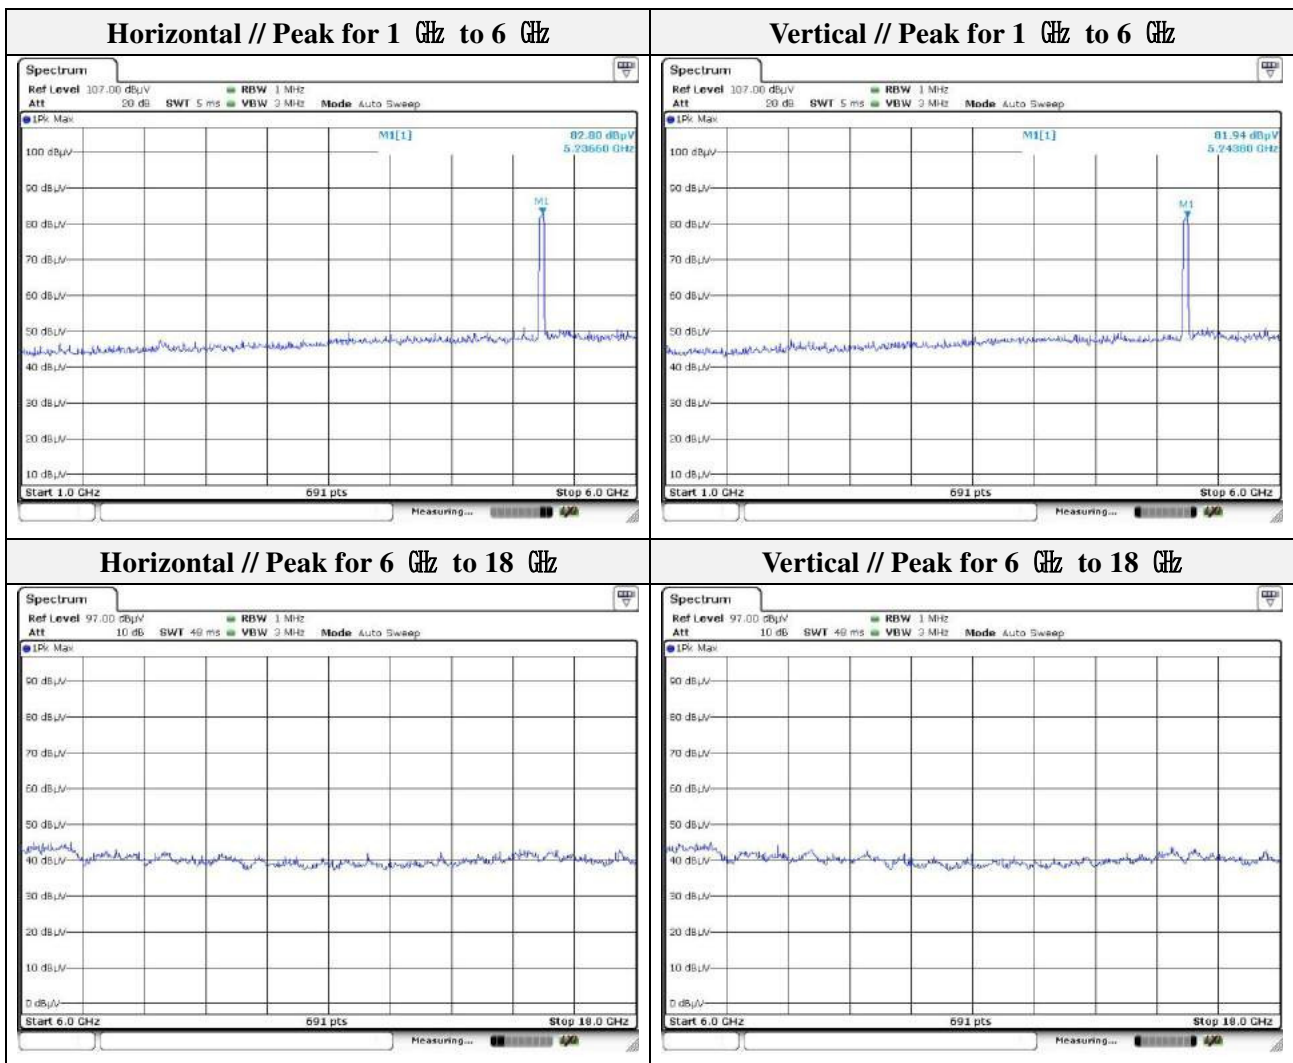 Horizontal // Peak for 1 ㎓ to 6 ㎓
Vertical // Peak for 1 ㎓ to 6 ㎓
Spectrum
Ref Level 107.00 dBµV RBW 1 MHz
Att 20 dB SWT 5 ms VBW 3 MHz Mode Auto Sweep
1Pk Max
M1[1] 82.80 dBµV
5.23660 GHz
M1
100 dBµV
90 dBµV
80 dBµV
70 dBµV
60 dBµV
50 dBµV
40 dBµV
30 dBµV
20 dBµV
10 dBµV
Start 1.0 GHz 691 pts Stop 6.0 GHz
Measuring...
Spectrum
Ref Level 107.00 dBµV RBW 1 MHz
Att 20 dB SWT 5 ms VBW 3 MHz Mode Auto Sweep
1Pk Max
M1[1] 81.94 dBµV
5.24380 GHz
M1
100 dBµV
90 dBµV
80 dBµV
70 dBµV
60 dBµV
50 dBµV
40 dBµV
30 dBµV
20 dBµV
10 dBµV
Start 1.0 GHz 691 pts Stop 6.0 GHz
Measuring...
Horizontal // Peak for 6 ㎓ to 18 ㎓
Vertical // Peak for 6 ㎓ to 18 ㎓
Spectrum
Ref Level 97.00 dBµV RBW 1 MHz
Att 10 dB SWT 48 ms VBW 3 MHz Mode Auto Sweep
1Pk Max
90 dBµV
80 dBµV
70 dBµV
60 dBµV
50 dBµV
40 dBµV
30 dBµV
20 dBµV
10 dBµV
0 dBµV
Start 6.0 GHz 691 pts Stop 18.0 GHz
Measuring...
Spectrum
Ref Level 97.00 dBµV RBW 1 MHz
Att 10 dB SWT 48 ms VBW 3 MHz Mode Auto Sweep
1Pk Max
90 dBµV
80 dBµV
70 dBµV
60 dBµV
50 dBµV
40 dBµV
30 dBµV
20 dBµV
10 dBµV
0 dBµV
Start 6.0 GHz 691 pts Stop 18.0 GHz
Measuring...